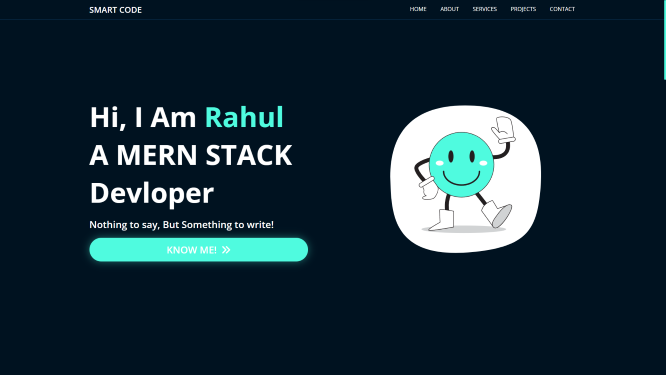 SMART CODE
HOME ABOUT SERVICES PROJECTS CONTACT
Hi, I Am Rahul
A MERN STACK
Devloper
Nothing to say, But Something to write!
KNOW ME!